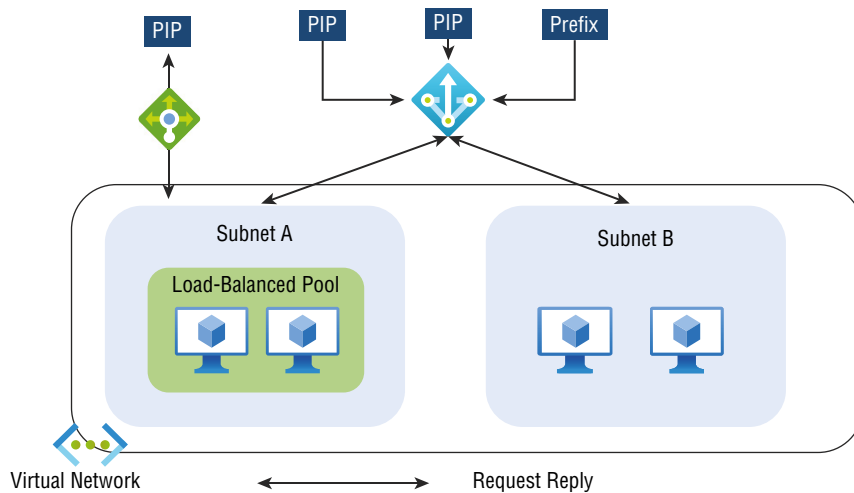 PIP
PIP
PIP
Prefix
Subnet A
Subnet B
Load-Balanced Pool
Virtual Network
Request Reply